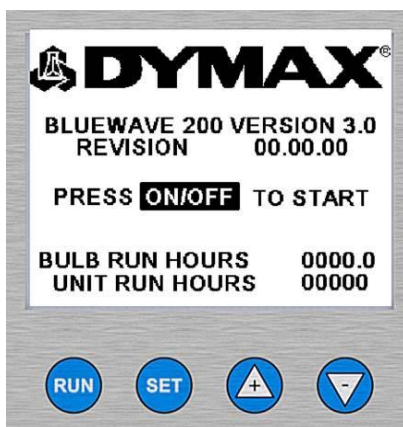 DYMAX®
BLUEWAVE 200 VERSION 3.0
REVISION 00.00.00
PRESS ON/OFF TO START
BULB RUN HOURS 0000.0
UNIT RUN HOURS 00000
RUN SET + -